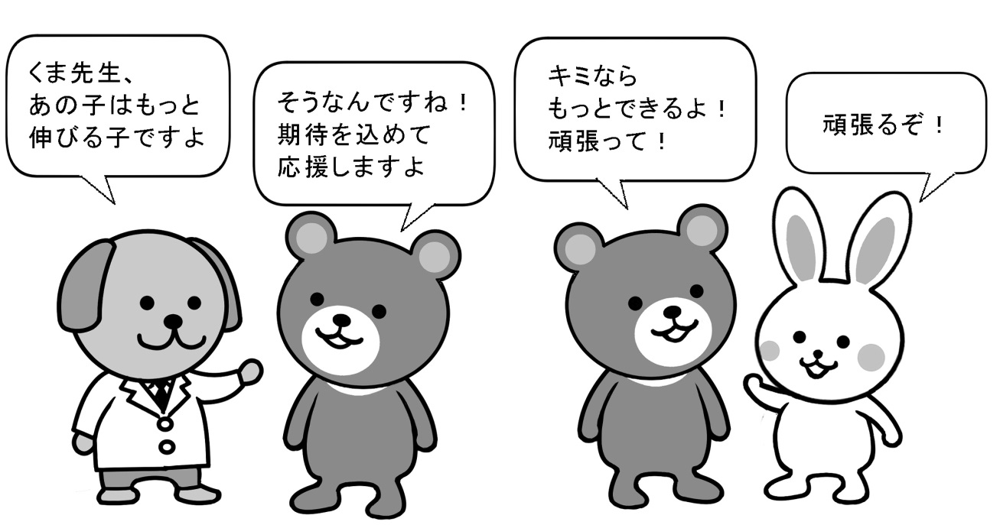 くま先生、
あの子はもっと
伸びる子ですよ
そうなんですね！
期待を込めて
応援しますよ
キミなら
もっとできるよ！
頑張って！
頑張るぞ！